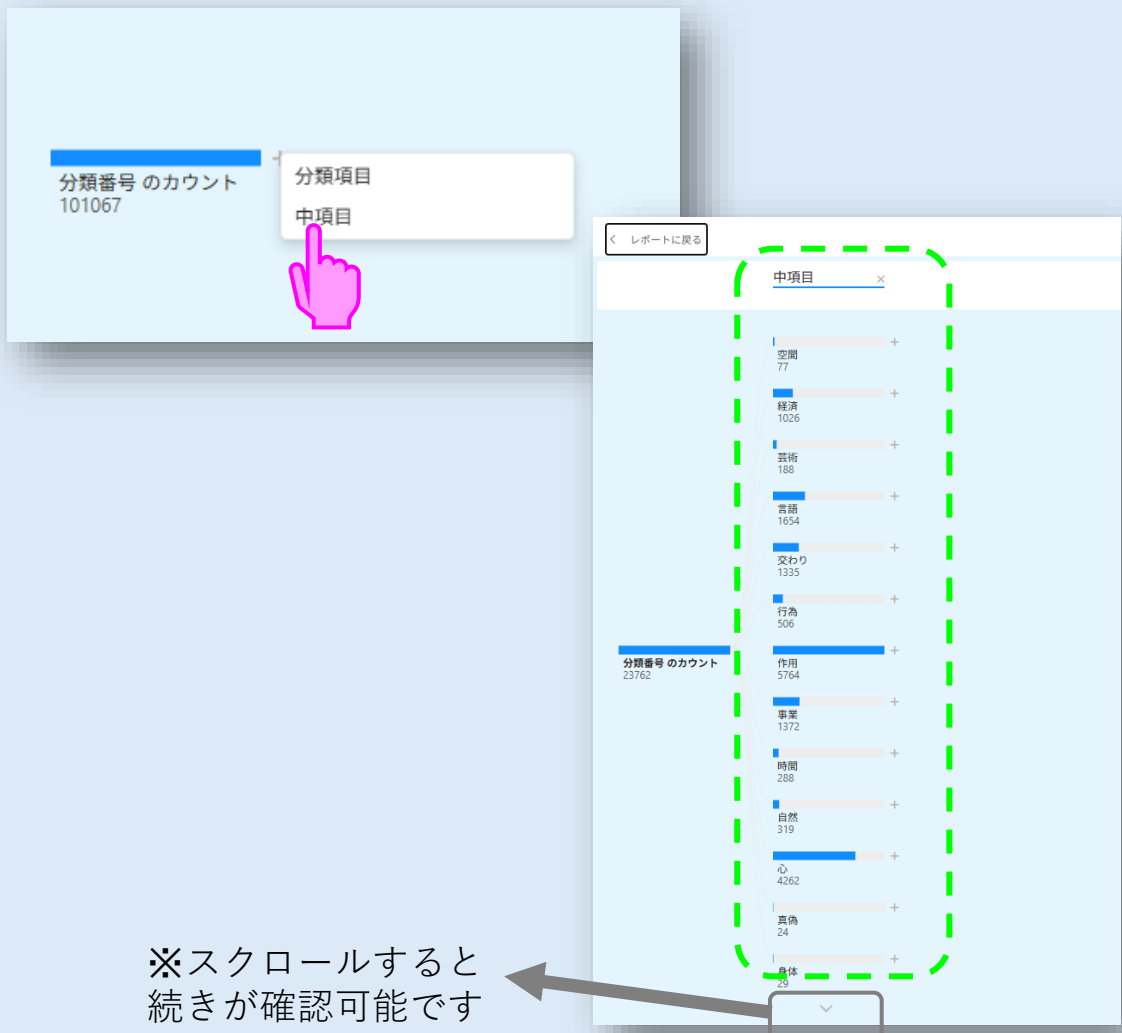 分類番号 のカウント
101067
分類項目
中項目
レポートに戻る
中項目
空間
77
経済
1026
芸術
188
言語
1654
交わり
1335
行為
506
分類番号 のカウント
23762
作用
5764
事業
1372
時間
288
自然
319
心
4262
真偽
24
身体
29
※スクロールすると
続きが確認可能です